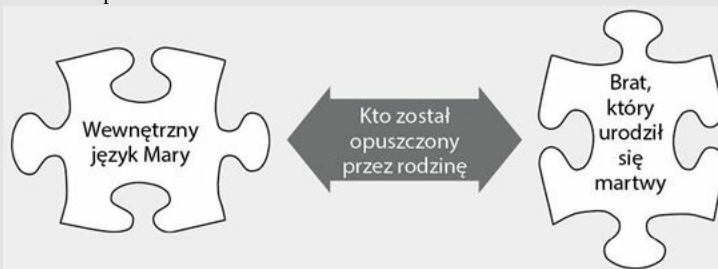 Wewnętrzny
język Mary
Kto został
opuszczony
przez rodzinę
Brat,
który
urodził
się
martwy